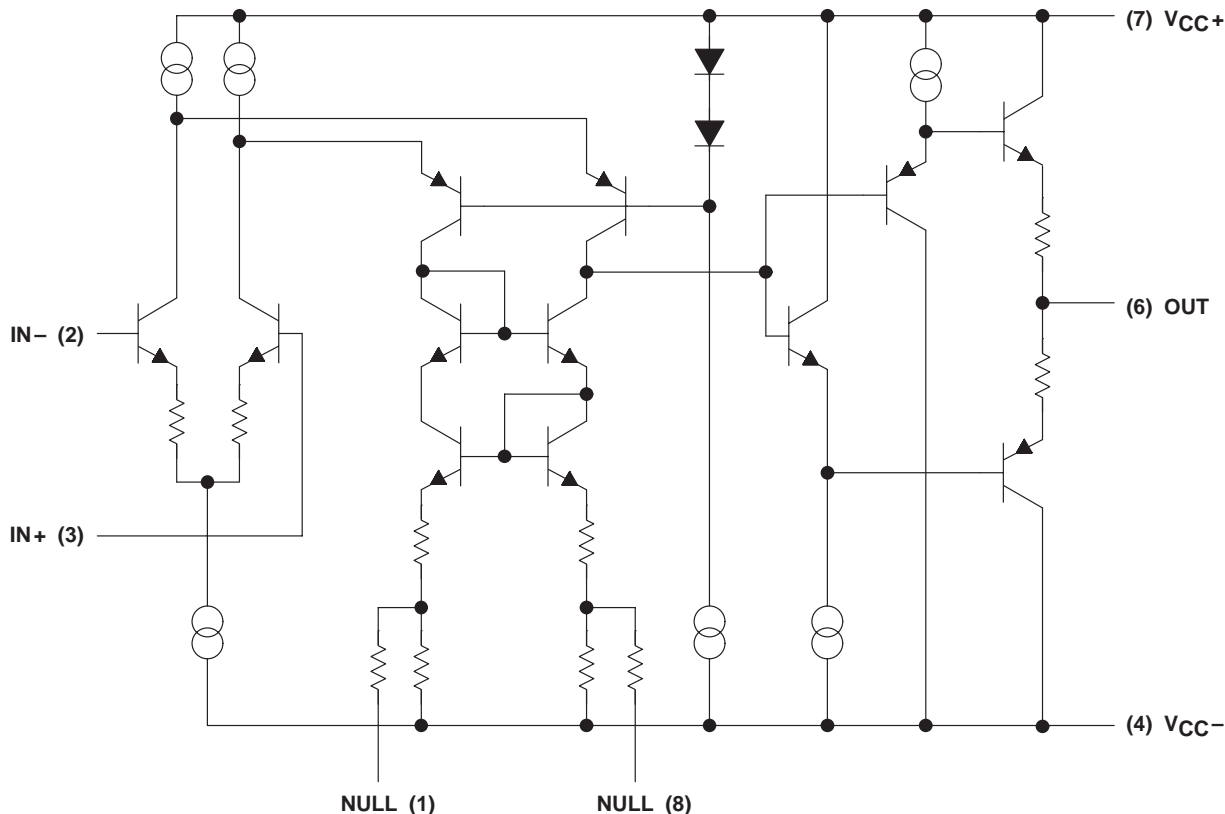 (7) VCC+
IN− (2)
(6) OUT
IN+ (3)
(4) VCC−
NULL (1)
NULL (8)